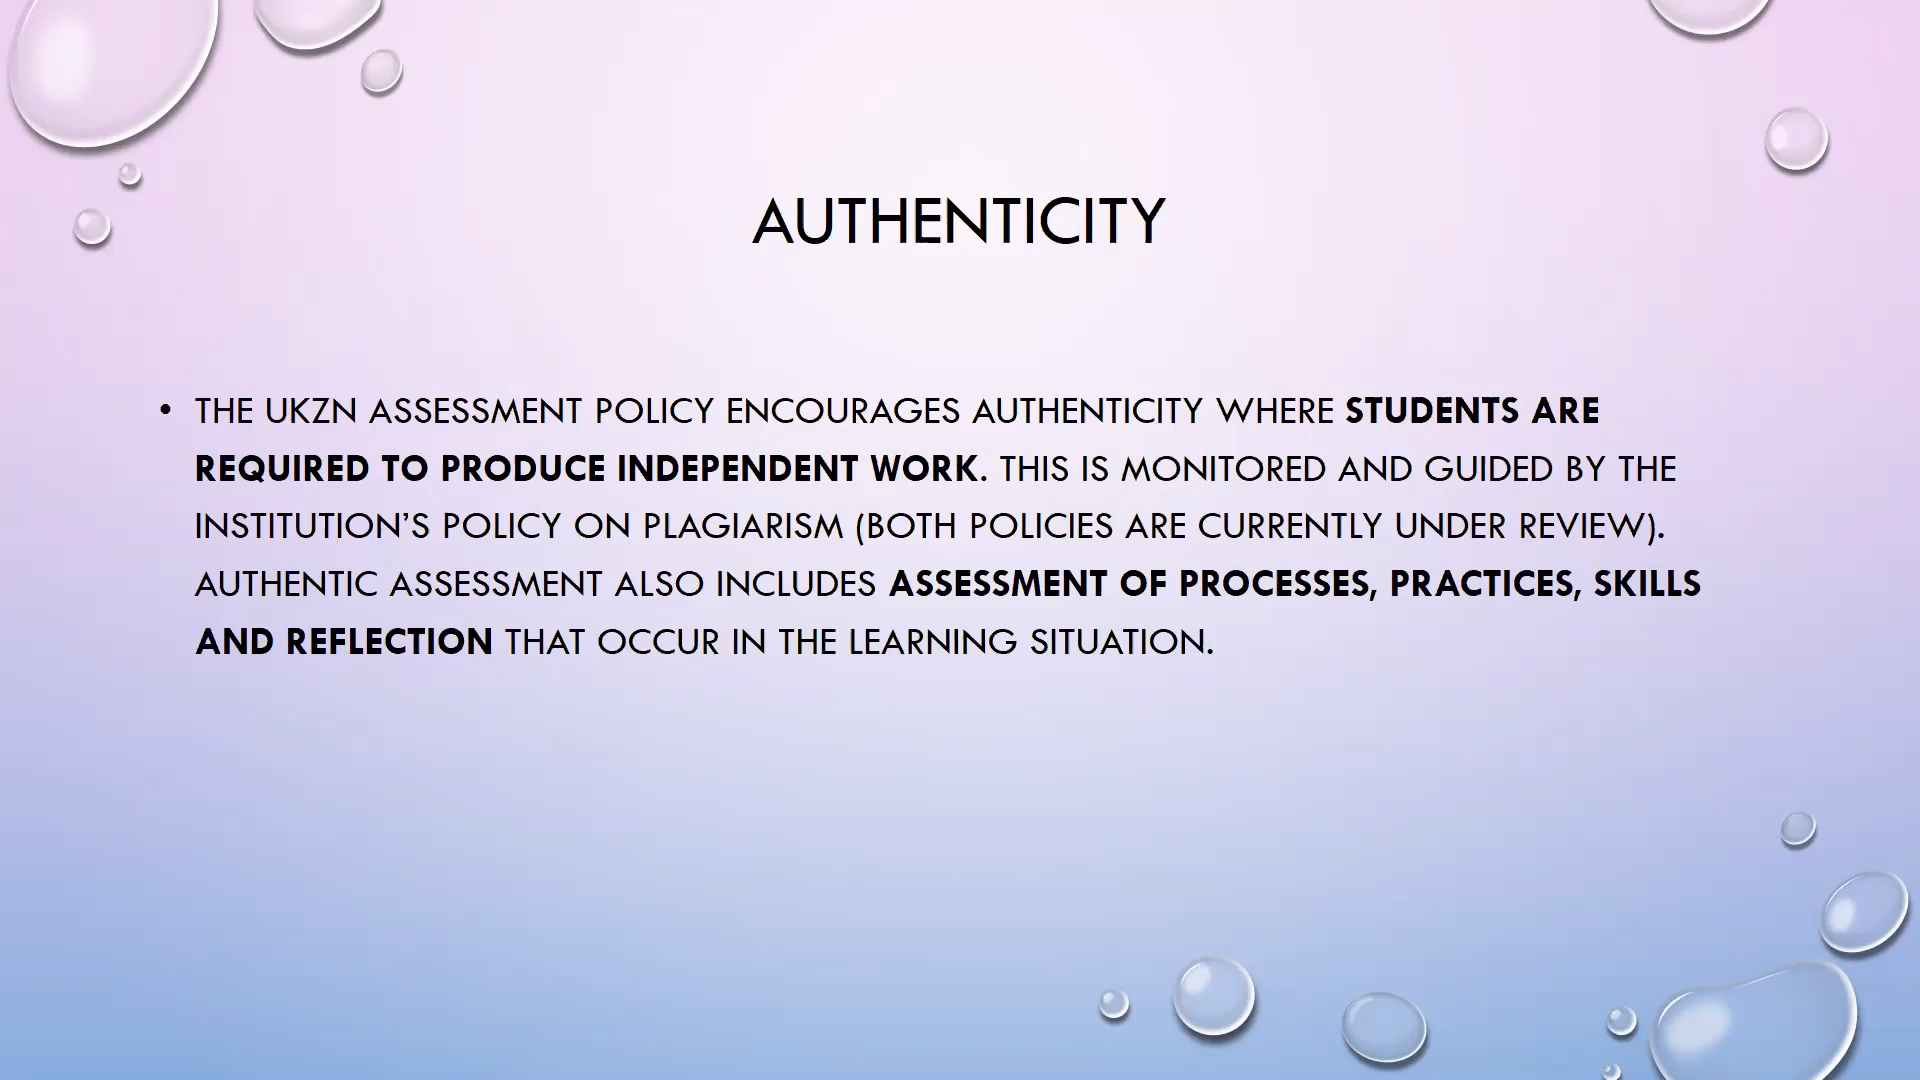 AUTHENTICITY
• THE UKZN ASSESSMENT POLICY ENCOURAGES AUTHENTICITY WHERE STUDENTS ARE
REQUIRED TO PRODUCE INDEPENDENT WORK. THIS IS MONITORED AND GUIDED BY THE
INSTITUTION’S POLICY ON PLAGIARISM (BOTH POLICIES ARE CURRENTLY UNDER REVIEW).
AUTHENTIC ASSESSMENT ALSO INCLUDES ASSESSMENT OF PROCESSES, PRACTICES, SKILLS
AND REFLECTION THAT OCCUR IN THE LEARNING SITUATION.